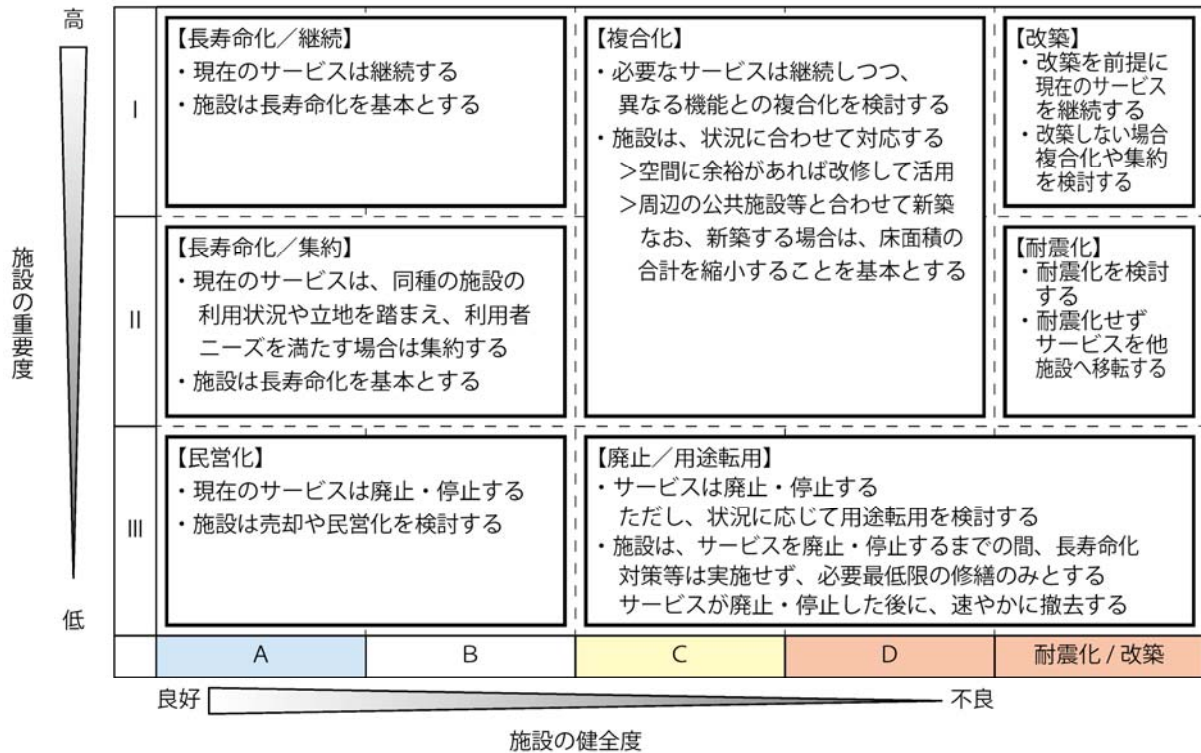 高
施設の重要度
低
Ⅰ
【長寿命化／継続】
・現在のサービスは継続する
・施設は長寿命化を基本とする
【複合化】
・必要なサービスは継続しつつ、
異なる機能との複合化を検討する
・施設は、状況に合わせて対応する
＞空間に余裕があれば改修して活用
＞周辺の公共施設等と合わせて新築
なお、新築する場合は、床面積の
合計を縮小することを基本とする
【改築】
・改築を前提に
現在のサービス
を継続する
・改築しない場合
複合化や集約
を検討する
Ⅱ
【長寿命化／集約】
・現在のサービスは、同種の施設の
利用状況や立地を踏まえ、利用者
ニーズを満たす場合は集約する
・施設は長寿命化を基本とする
【耐震化】
・耐震化を検討
する
・耐震化せず
サービスを他
施設へ移転する
Ⅲ
【民営化】
・現在のサービスは廃止・停止する
・施設は売却や民営化を検討する
【廃止／用途転用】
・サービスは廃止・停止する
ただし、状況に応じて用途転用を検討する
・施設は、サービスを廃止・停止するまでの間、長寿命化
対策等は実施せず、必要最低限の修繕のみとする
サービスが廃止・停止した後に、速やかに撤去する
A
B
C
D
耐震化 / 改築
良好
不良
施設の健全度